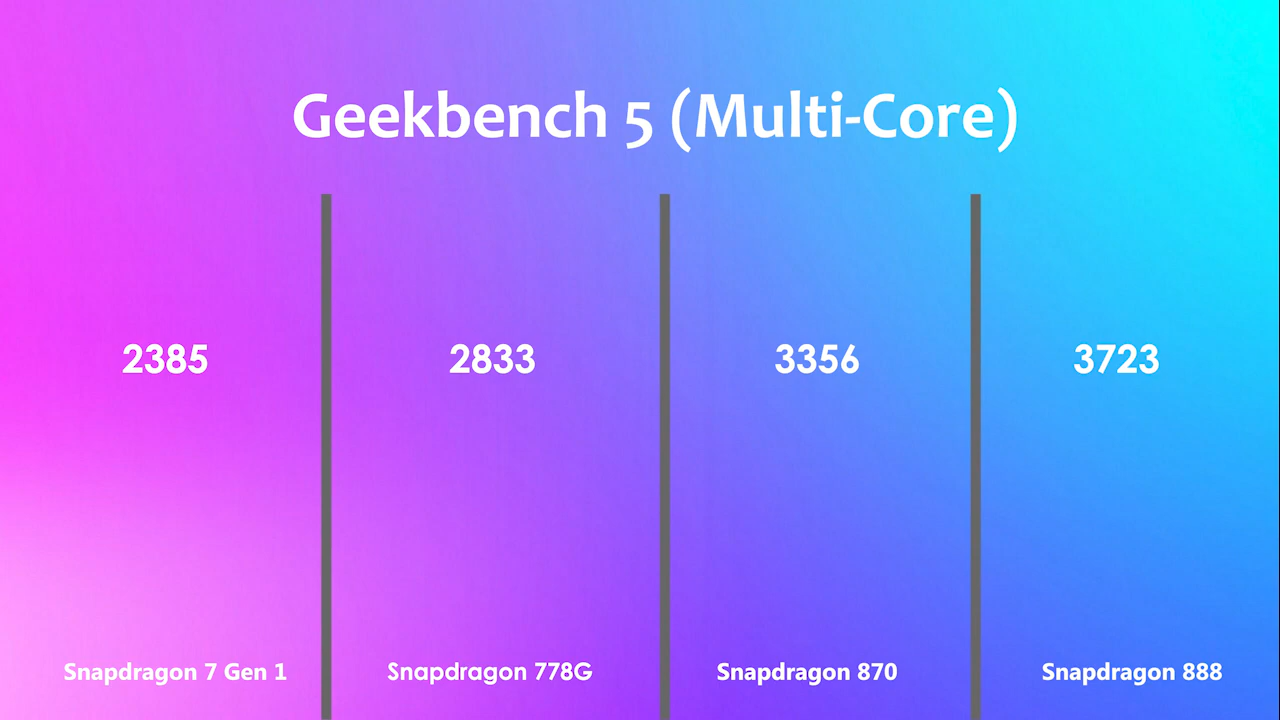 Geekbench 5 (Multi-Core)
2385
2833
3356
3723
Snapdragon 7 Gen 1
Snapdragon 778G
Snapdragon 870
Snapdragon 888